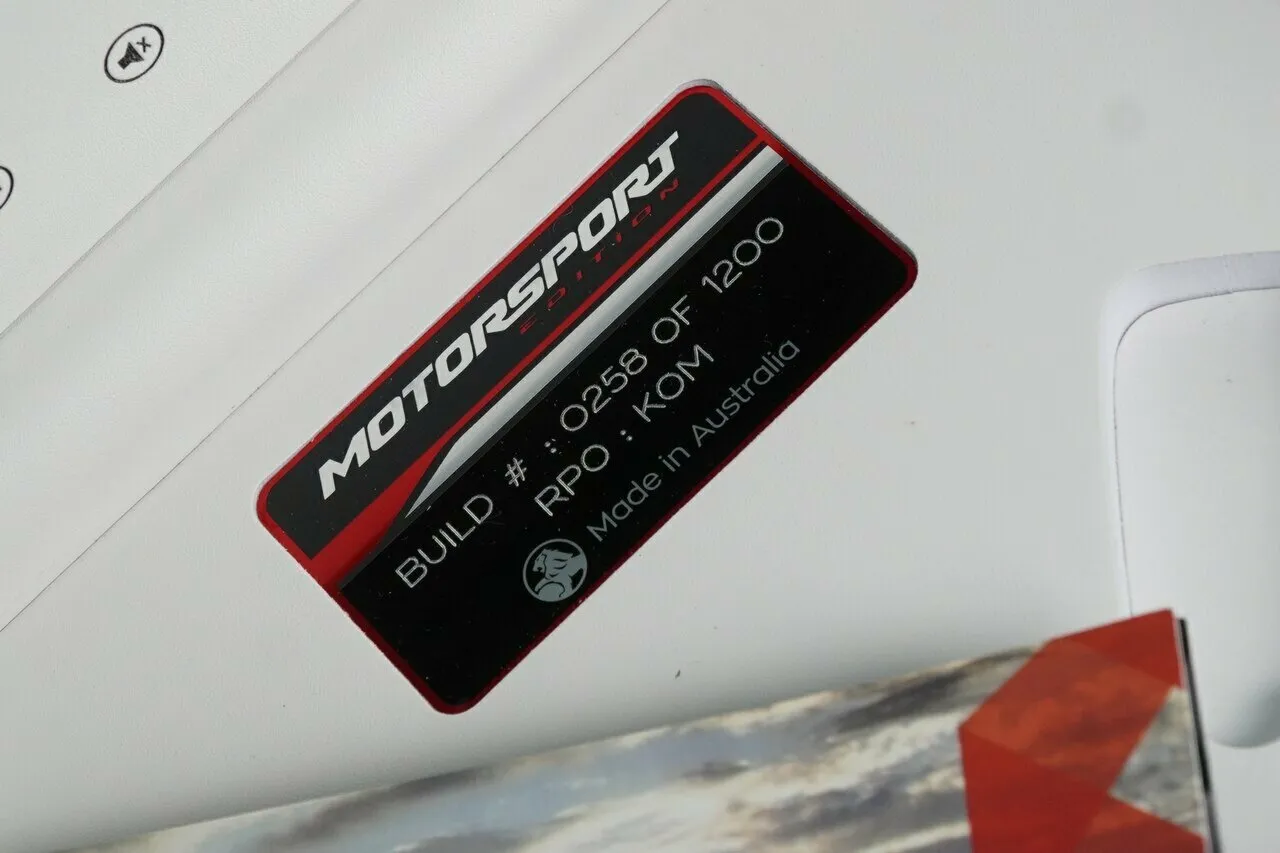 MOTORSPORT
EDITION
BUILD # : 0258 OF 1200
RPO : KOM
Made in Australia